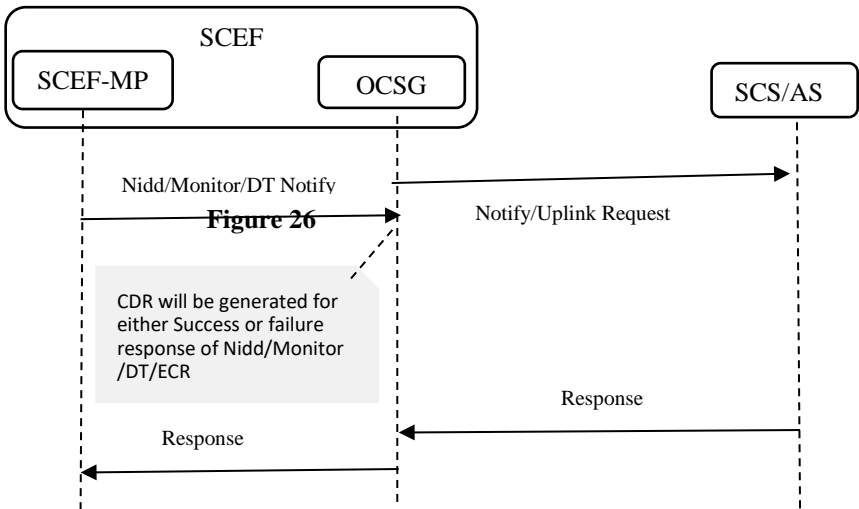 SCEF
SCEF-MP
OCSG
SCS/AS
Nidd/Monitor/DT Notify
Figure 26
Notify/Uplink Request
CDR will be generated for
either Success or failure
response of Nidd/Monitor
/DT/ECR
Response
Response